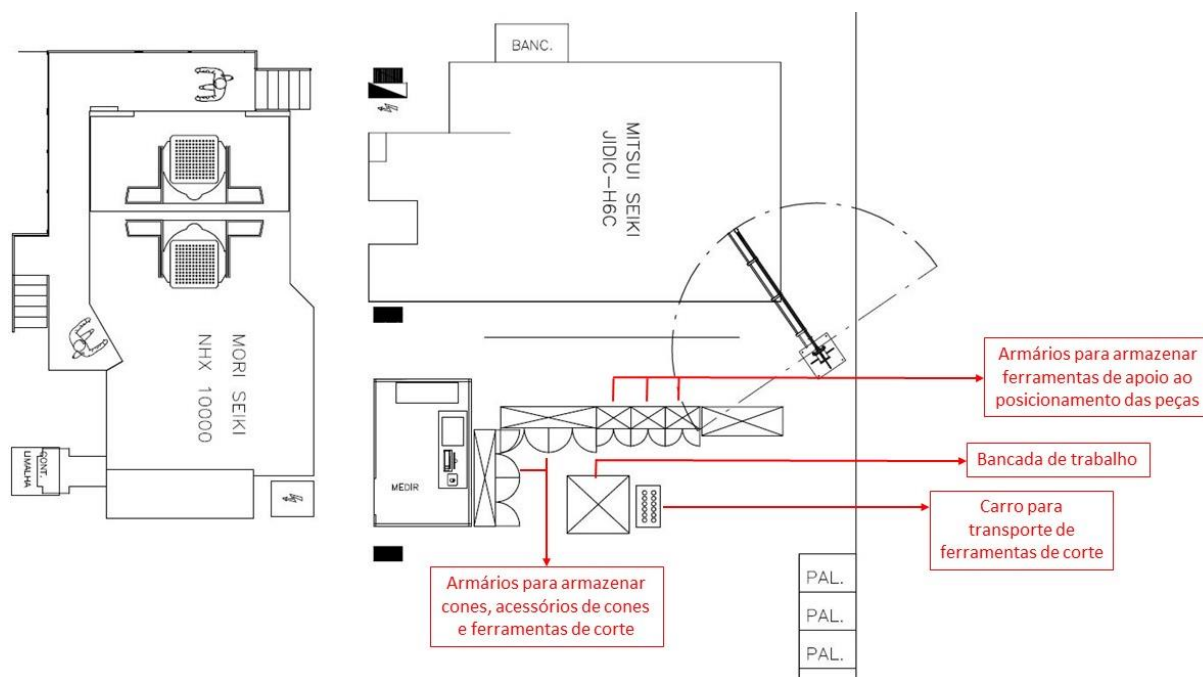 BANC.
MITSUI SEIKI
JIDIC-H6C
MORI SEIKI
NHX 10000
CONT.
LIMALHA
MEDIR
Armários para armazenar
ferramentas de apoio ao
posicionamento das peças
Bancada de trabalho
Carro para
transporte de
ferramentas de corte
Armários para armazenar
cones, acessórios de cones
e ferramentas de corte
PAL.
PAL.
PAL.